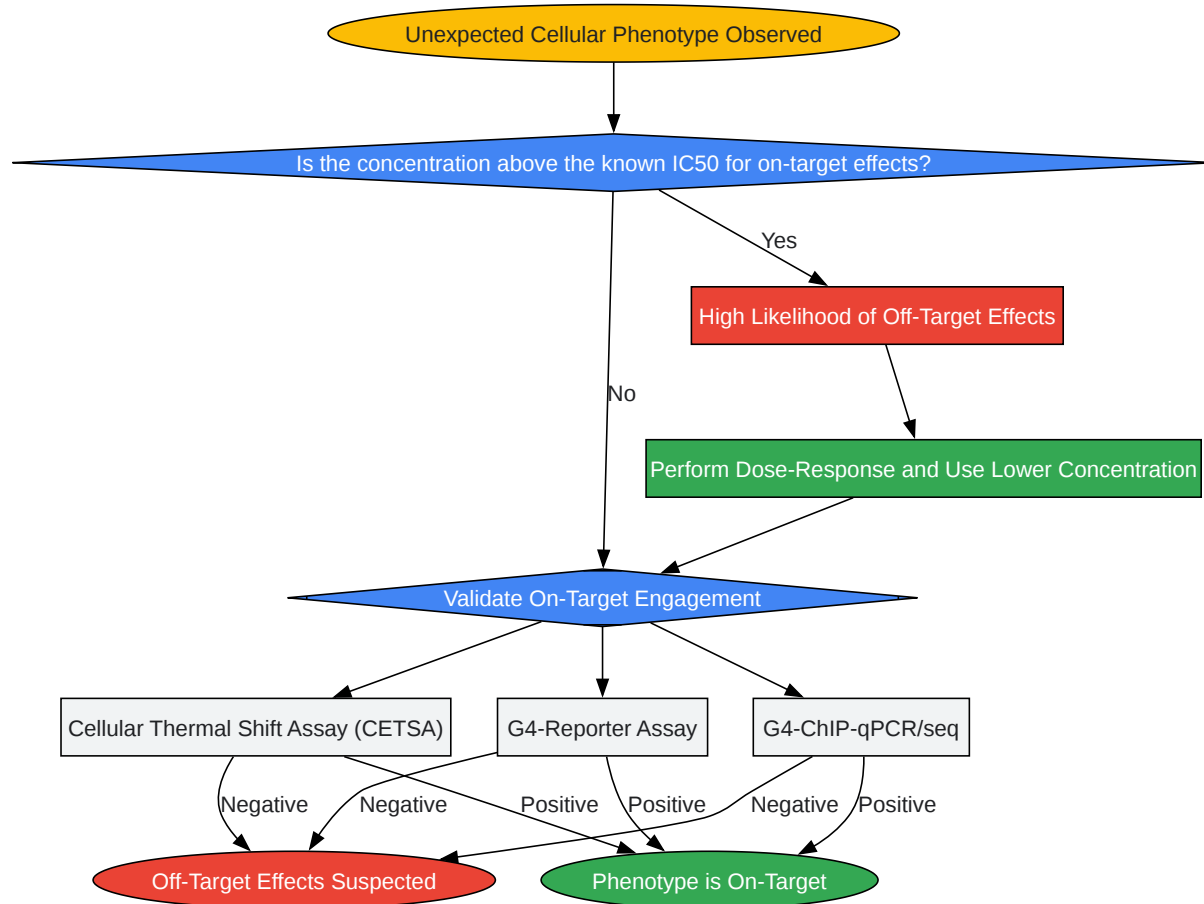 Unexpected Cellular Phenotype Observed
Is the concentration above the known IC50 for on-target effects?
Yes
High Likelihood of Off-Target Effects
No
Perform Dose-Response and Use Lower Concentration
Validate On-Target Engagement
Cellular Thermal Shift Assay (CETSA)
G4-Reporter Assay
G4-ChIP-qPCR/seq
Negative
Negative
Positive
Positive
Negative
Positive
Off-Target Effects Suspected
Phenotype is On-Target